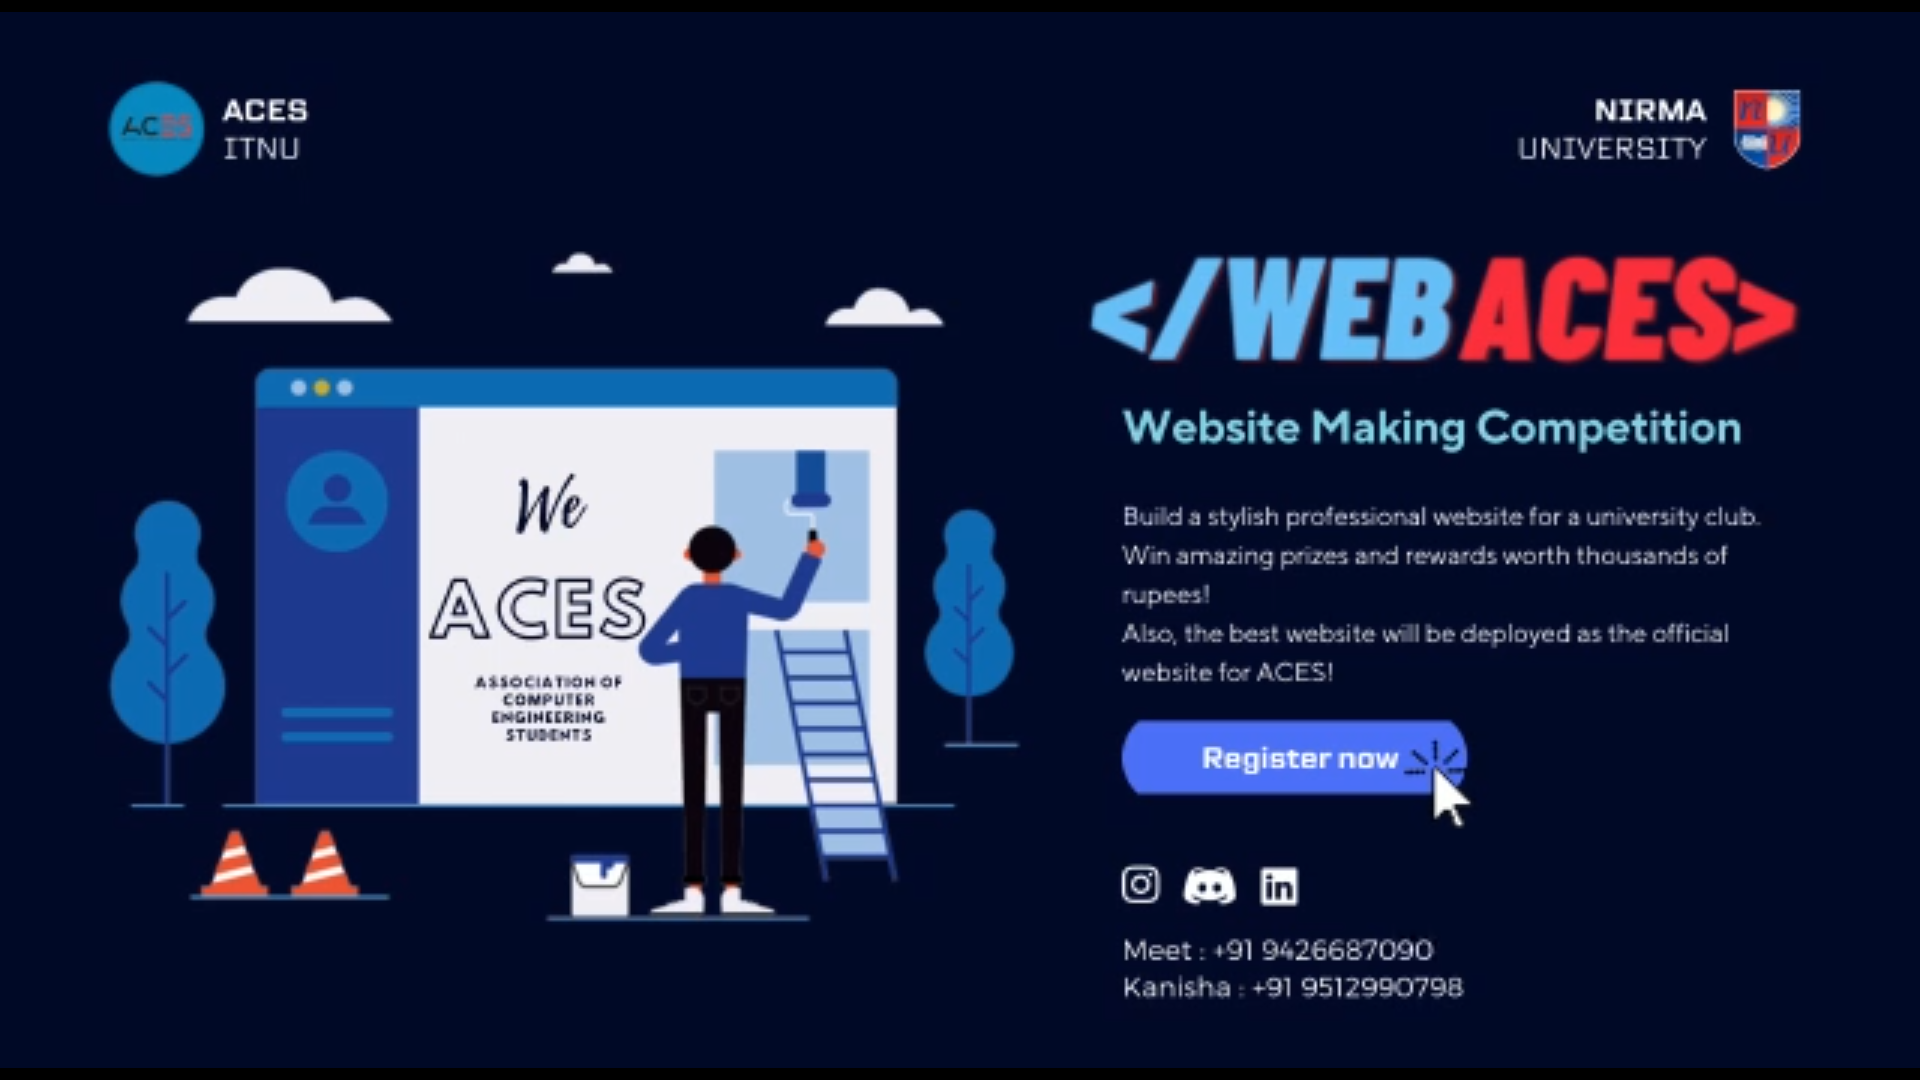 ACES
ACES
ITNU
NIRMA
UNIVERSITY
n
u
</WEB ACES>
Website Making Competition
Build a stylish professional website for a university club.
Win amazing prizes and rewards worth thousands of
rupees!
Also, the best website will be deployed as the official
website for ACES!
Register now
in
Meet : +91 9426687090
Kanisha : +91 9512990798
We
ACES
ASSOCIATION OF
COMPUTER
ENGINEERING
STUDENTS